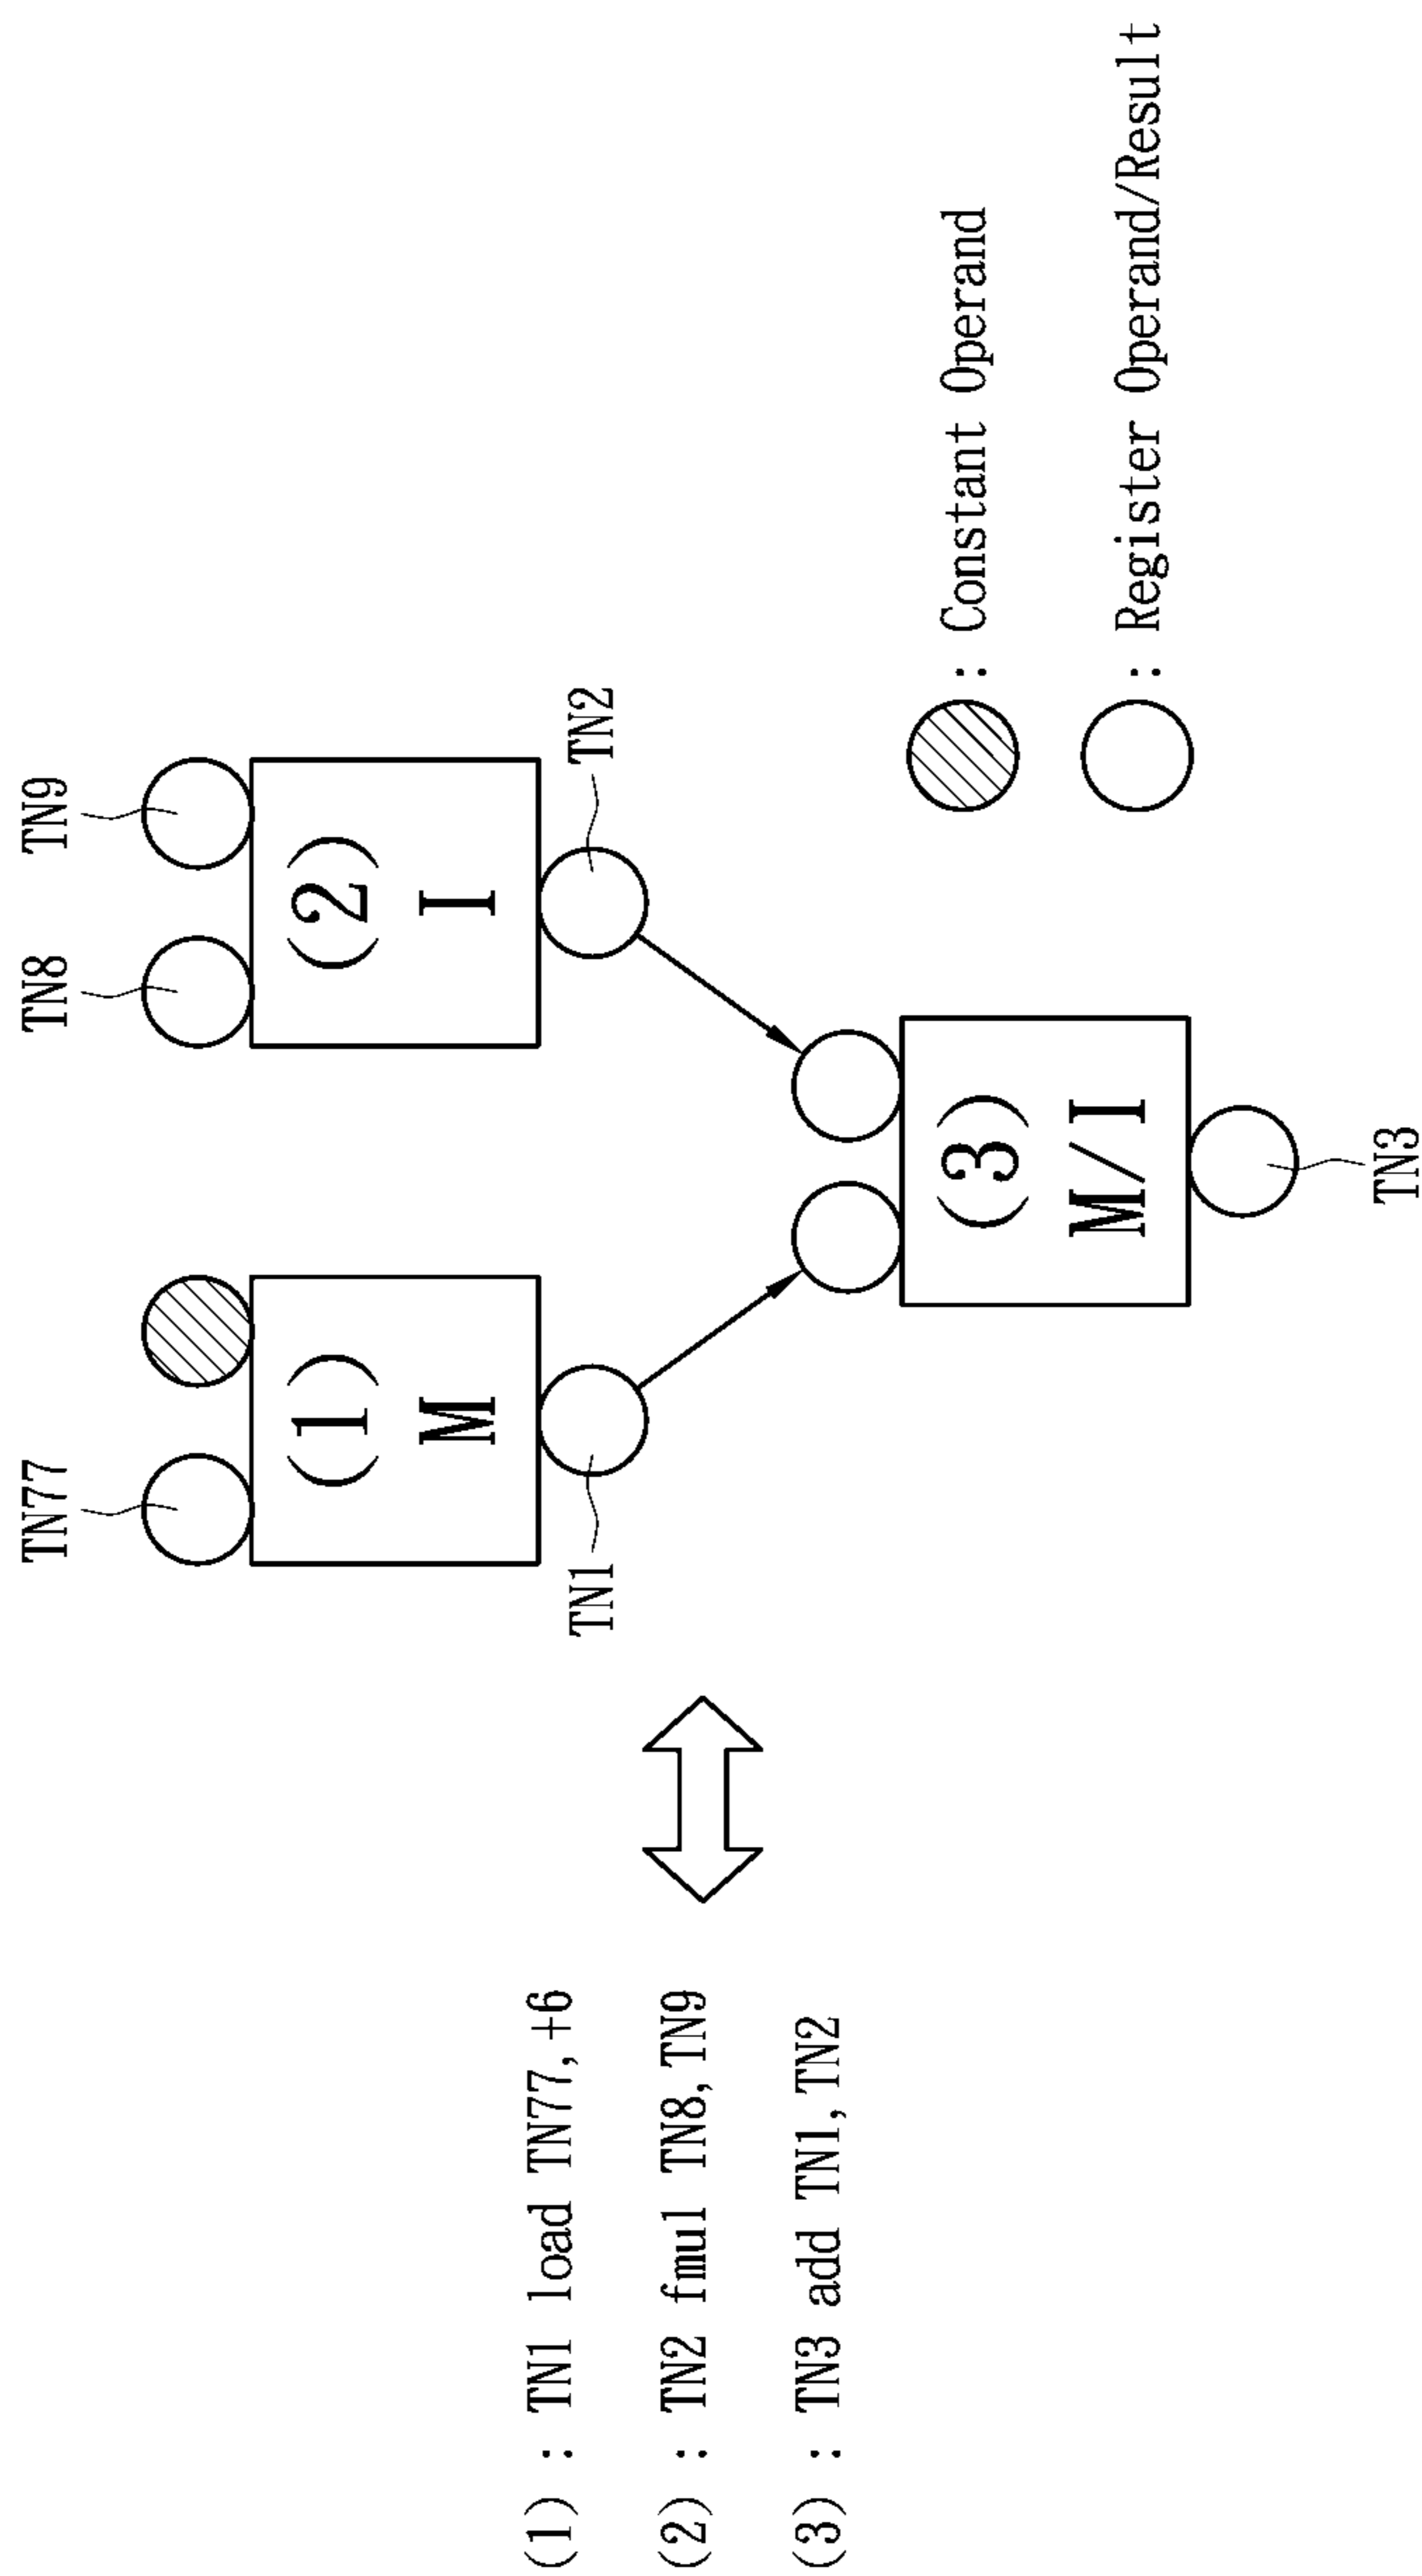 (1) : TN1 load TN77,+6
(2) : TN2 fmul TN8,TN9
(3) : TN3 add TN1,TN2
TN77
TN8
TN9
(1)
M
(2)
I
TN1
TN2
(3)
M/I
TN3
: Constant Operand
: Register Operand/Result